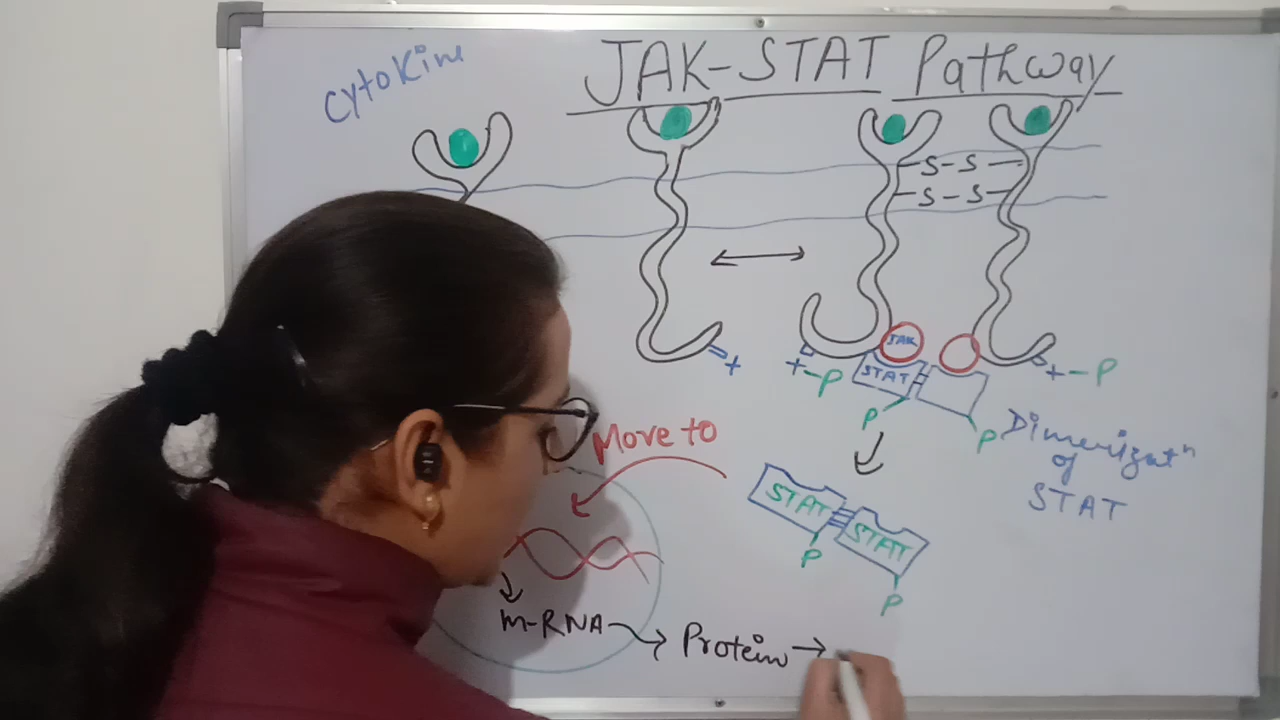 Cytokine
JAK-STAT Pathway
S-S
S-S
+
+-P
+-P
JAK
STAT
P
P
Dimerizatⁿ
of
STAT
Move to
STAT
STAT
P
P
m-RNA
Protein